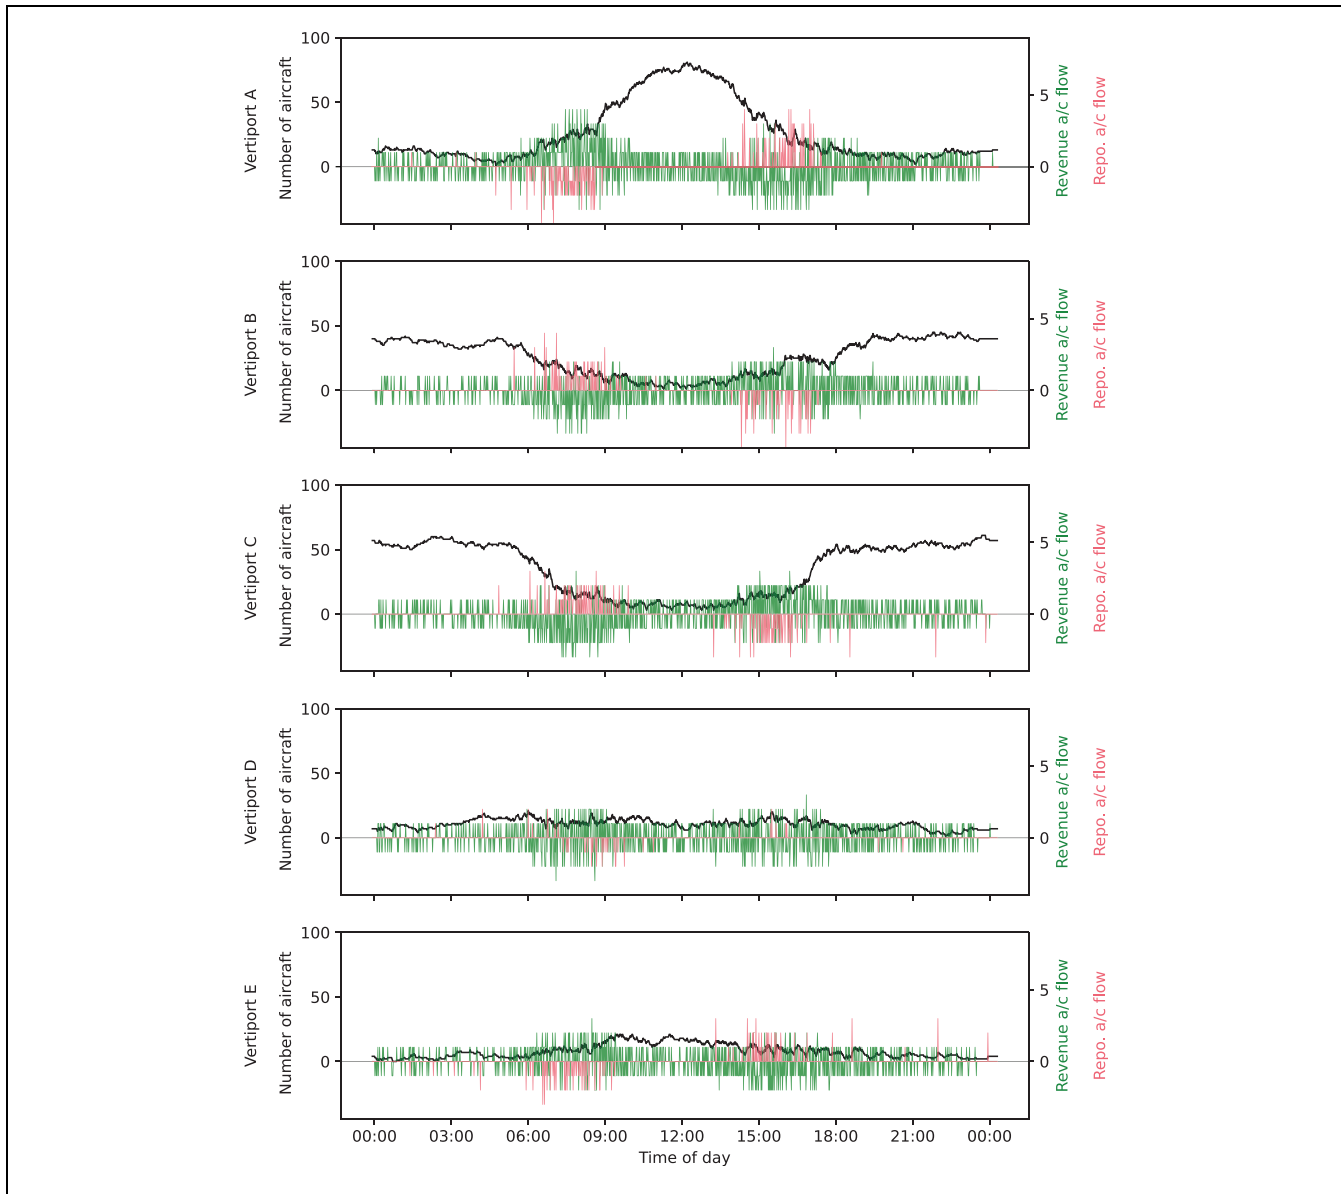 Vertiport A
Number of aircraft
100
50
0
5
0
Revenue a/c flow
Repo. a/c flow
Vertiport B
Number of aircraft
100
50
0
5
0
Revenue a/c flow
Repo. a/c flow
Vertiport C
Number of aircraft
100
50
0
5
0
Revenue a/c flow
Repo. a/c flow
Vertiport D
Number of aircraft
100
50
0
5
0
Revenue a/c flow
Repo. a/c flow
Vertiport E
Number of aircraft
100
50
0
5
0
Revenue a/c flow
Repo. a/c flow
00:00 03:00 06:00 09:00 12:00 15:00 18:00 21:00 00:00
Time of day